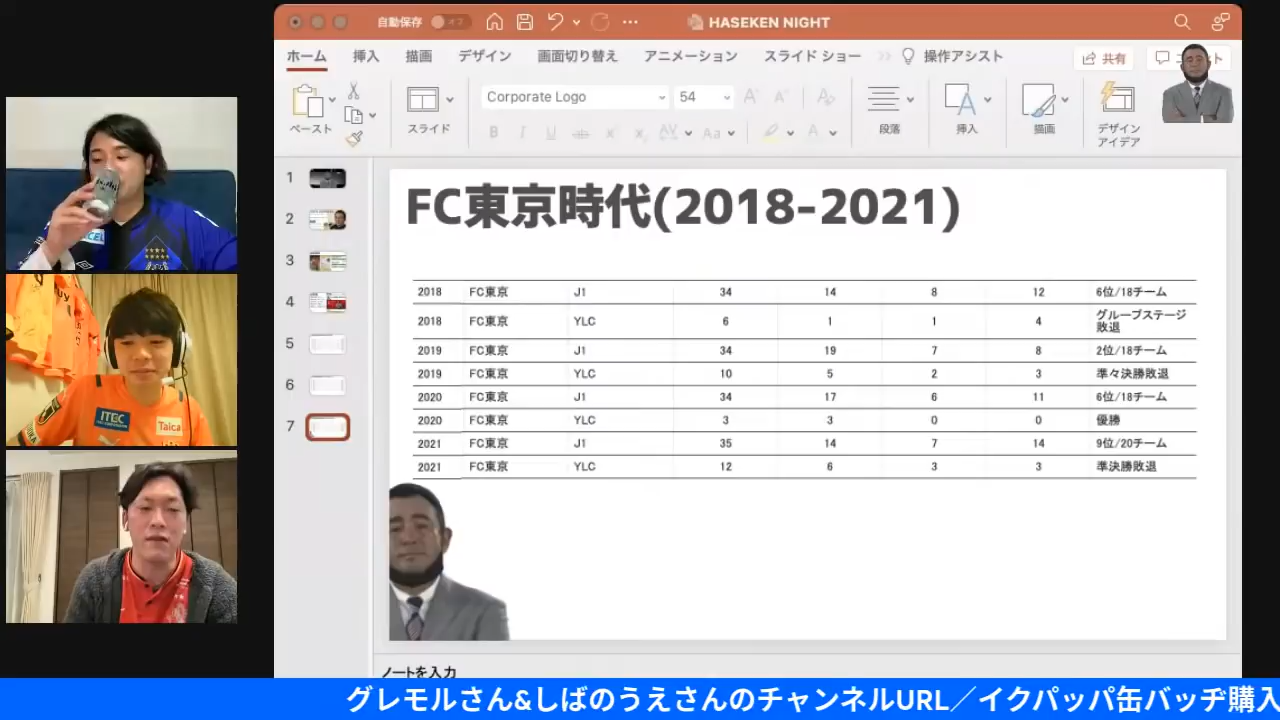 自動保存 オフ
HASEKEN NIGHT
ホーム 挿入 描画 デザイン 画面切り替え アニメーション スライド ショー 操作アシスト 共有
ペースト
スライド
Corporate Logo 54
B I U
段落
挿入
描画
デザイン
アイデア
1
2
3
4
5
6
7
FC東京時代(2018-2021)
2018 FC東京 J1 34 14 8 12 6位/18チーム
2018 FC東京 YLC 6 1 1 4 グループステージ
敗退
2019 FC東京 J1 34 19 7 8 2位/18チーム
2019 FC東京 YLC 10 5 2 3 準々決勝敗退
2020 FC東京 J1 34 17 6 11 6位/18チーム
2020 FC東京 YLC 3 3 0 0 優勝
2021 FC東京 J1 35 14 7 14 9位/20チーム
2021 FC東京 YLC 12 6 3 3 準決勝敗退
ノートを入力
ITEC
Taica
グレモルさん&しばのうえさんのチャンネルURL／イクパッパ缶バッヂ購入